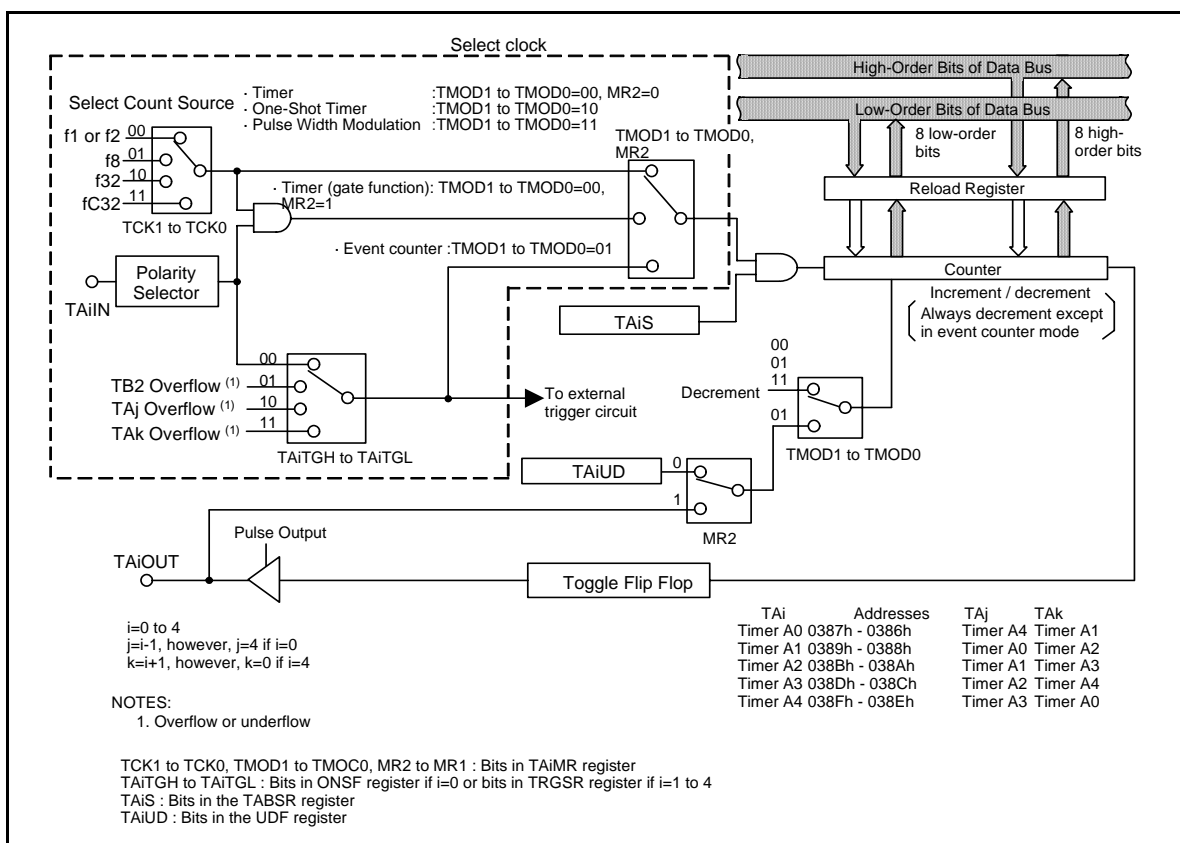 Select clock
High-Order Bits of Data Bus
Low-Order Bits of Data Bus
8 low-order
bits
8 high-
order bits
Select Count Source
· Timer :TMOD1 to TMOD0=00, MR2=0
· One-Shot Timer :TMOD1 to TMOD0=10
· Pulse Width Modulation :TMOD1 to TMOD0=11
f1 or f2 00
f8 01
f32 10
fC32 11
TCK1 to TCK0
TMOD1 to TMOD0,
MR2
· Timer (gate function): TMOD1 to TMOD0=00,
MR2=1
· Event counter :TMOD1 to TMOD0=01
Reload Register
Counter
Increment / decrement
Always decrement except
in event counter mode
TAiIN
Polarity
Selector
TAiS
00
TB2 Overflow (1) 01
TAj Overflow (1) 10
TAk Overflow (1) 11
TAiTGH to TAiTGL
To external
trigger circuit
00
01
11
Decrement
01
TMOD1 to TMOD0
TAiUD
0
1
MR2
Pulse Output
TAiOUT
Toggle Flip Flop
i=0 to 4
j=i-1, however, j=4 if i=0
k=i+1, however, k=0 if i=4
TAi Addresses TAj TAk
Timer A0 0387h - 0386h Timer A4 Timer A1
Timer A1 0389h - 0388h Timer A0 Timer A2
Timer A2 038Bh - 038Ah Timer A1 Timer A3
Timer A3 038Dh - 038Ch Timer A2 Timer A4
Timer A4 038Fh - 038Eh Timer A3 Timer A0
NOTES:
1. Overflow or underflow
TCK1 to TCK0, TMOD1 to TMOC0, MR2 to MR1 : Bits in TAiMR register
TAiTGH to TAiTGL : Bits in ONSF register if i=0 or bits in TRGSR register if i=1 to 4
TAiS : Bits in the TABSR register
TAiUD : Bits in the UDF register